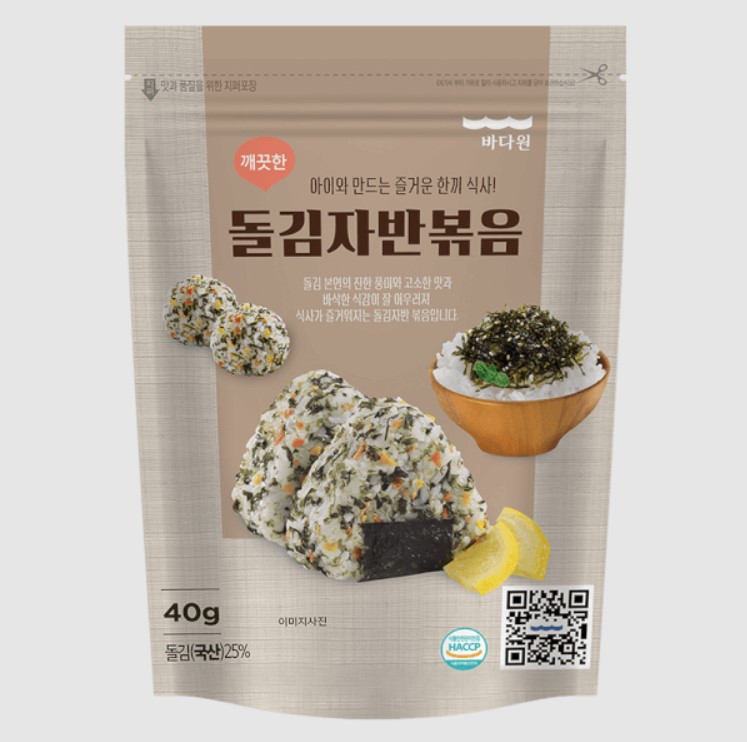 맛과 품질을 위한 지퍼포장
바다원
깨끗한
아이와 만드는 즐거운 한끼 식사!
돌김자반볶음
돌김 본연의 진한 풍미와 고소한 맛과
바삭한 식감이 잘 어우러져
식사가 즐거워지는 돌김자반 볶음입니다.
40g
돌김(국산)25%
이미지사진
HACCP